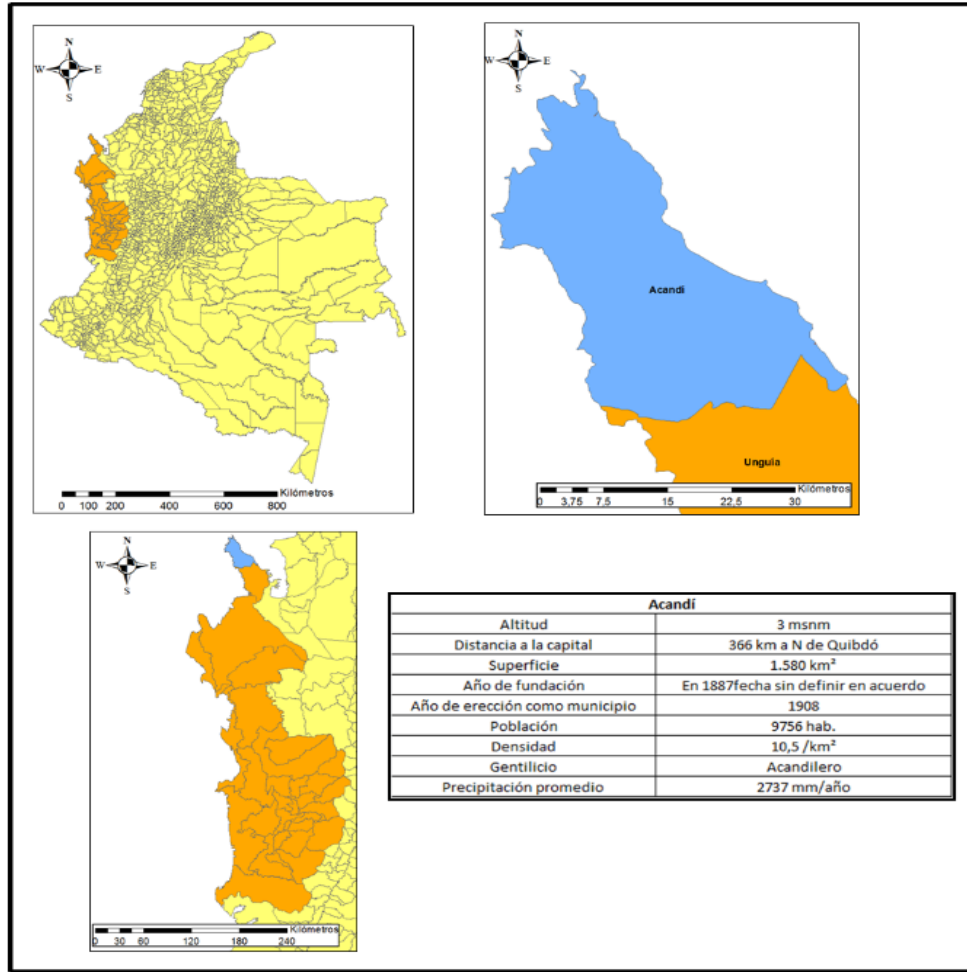 N
W E
S
Kilómetros
0 100 200 400 600 800
N
W E
S
Acandí
Unguía
Kilómetros
0 3,75 7,5 15 22,5 30
N
W E
S
Kilómetros
0 30 60 120 180 240
Acandí
Altitud 3 msnm
Distancia a la capital 366 km a N de Quibdó
Superficie 1.580 km²
Año de fundación En 1887fecha sin definir en acuerdo
Año de erección como municipio 1908
Población 9756 hab.
Densidad 10,5 /km²
Gentilicio Acandilero
Precipitación promedio 2737 mm/año